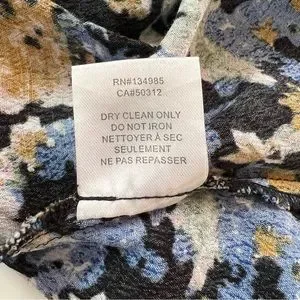 RN#134985
CA#50312
DRY CLEAN ONLY
DO NOT IRON
NETTOYER À SEC
SEULEMENT
NE PAS REPASSER